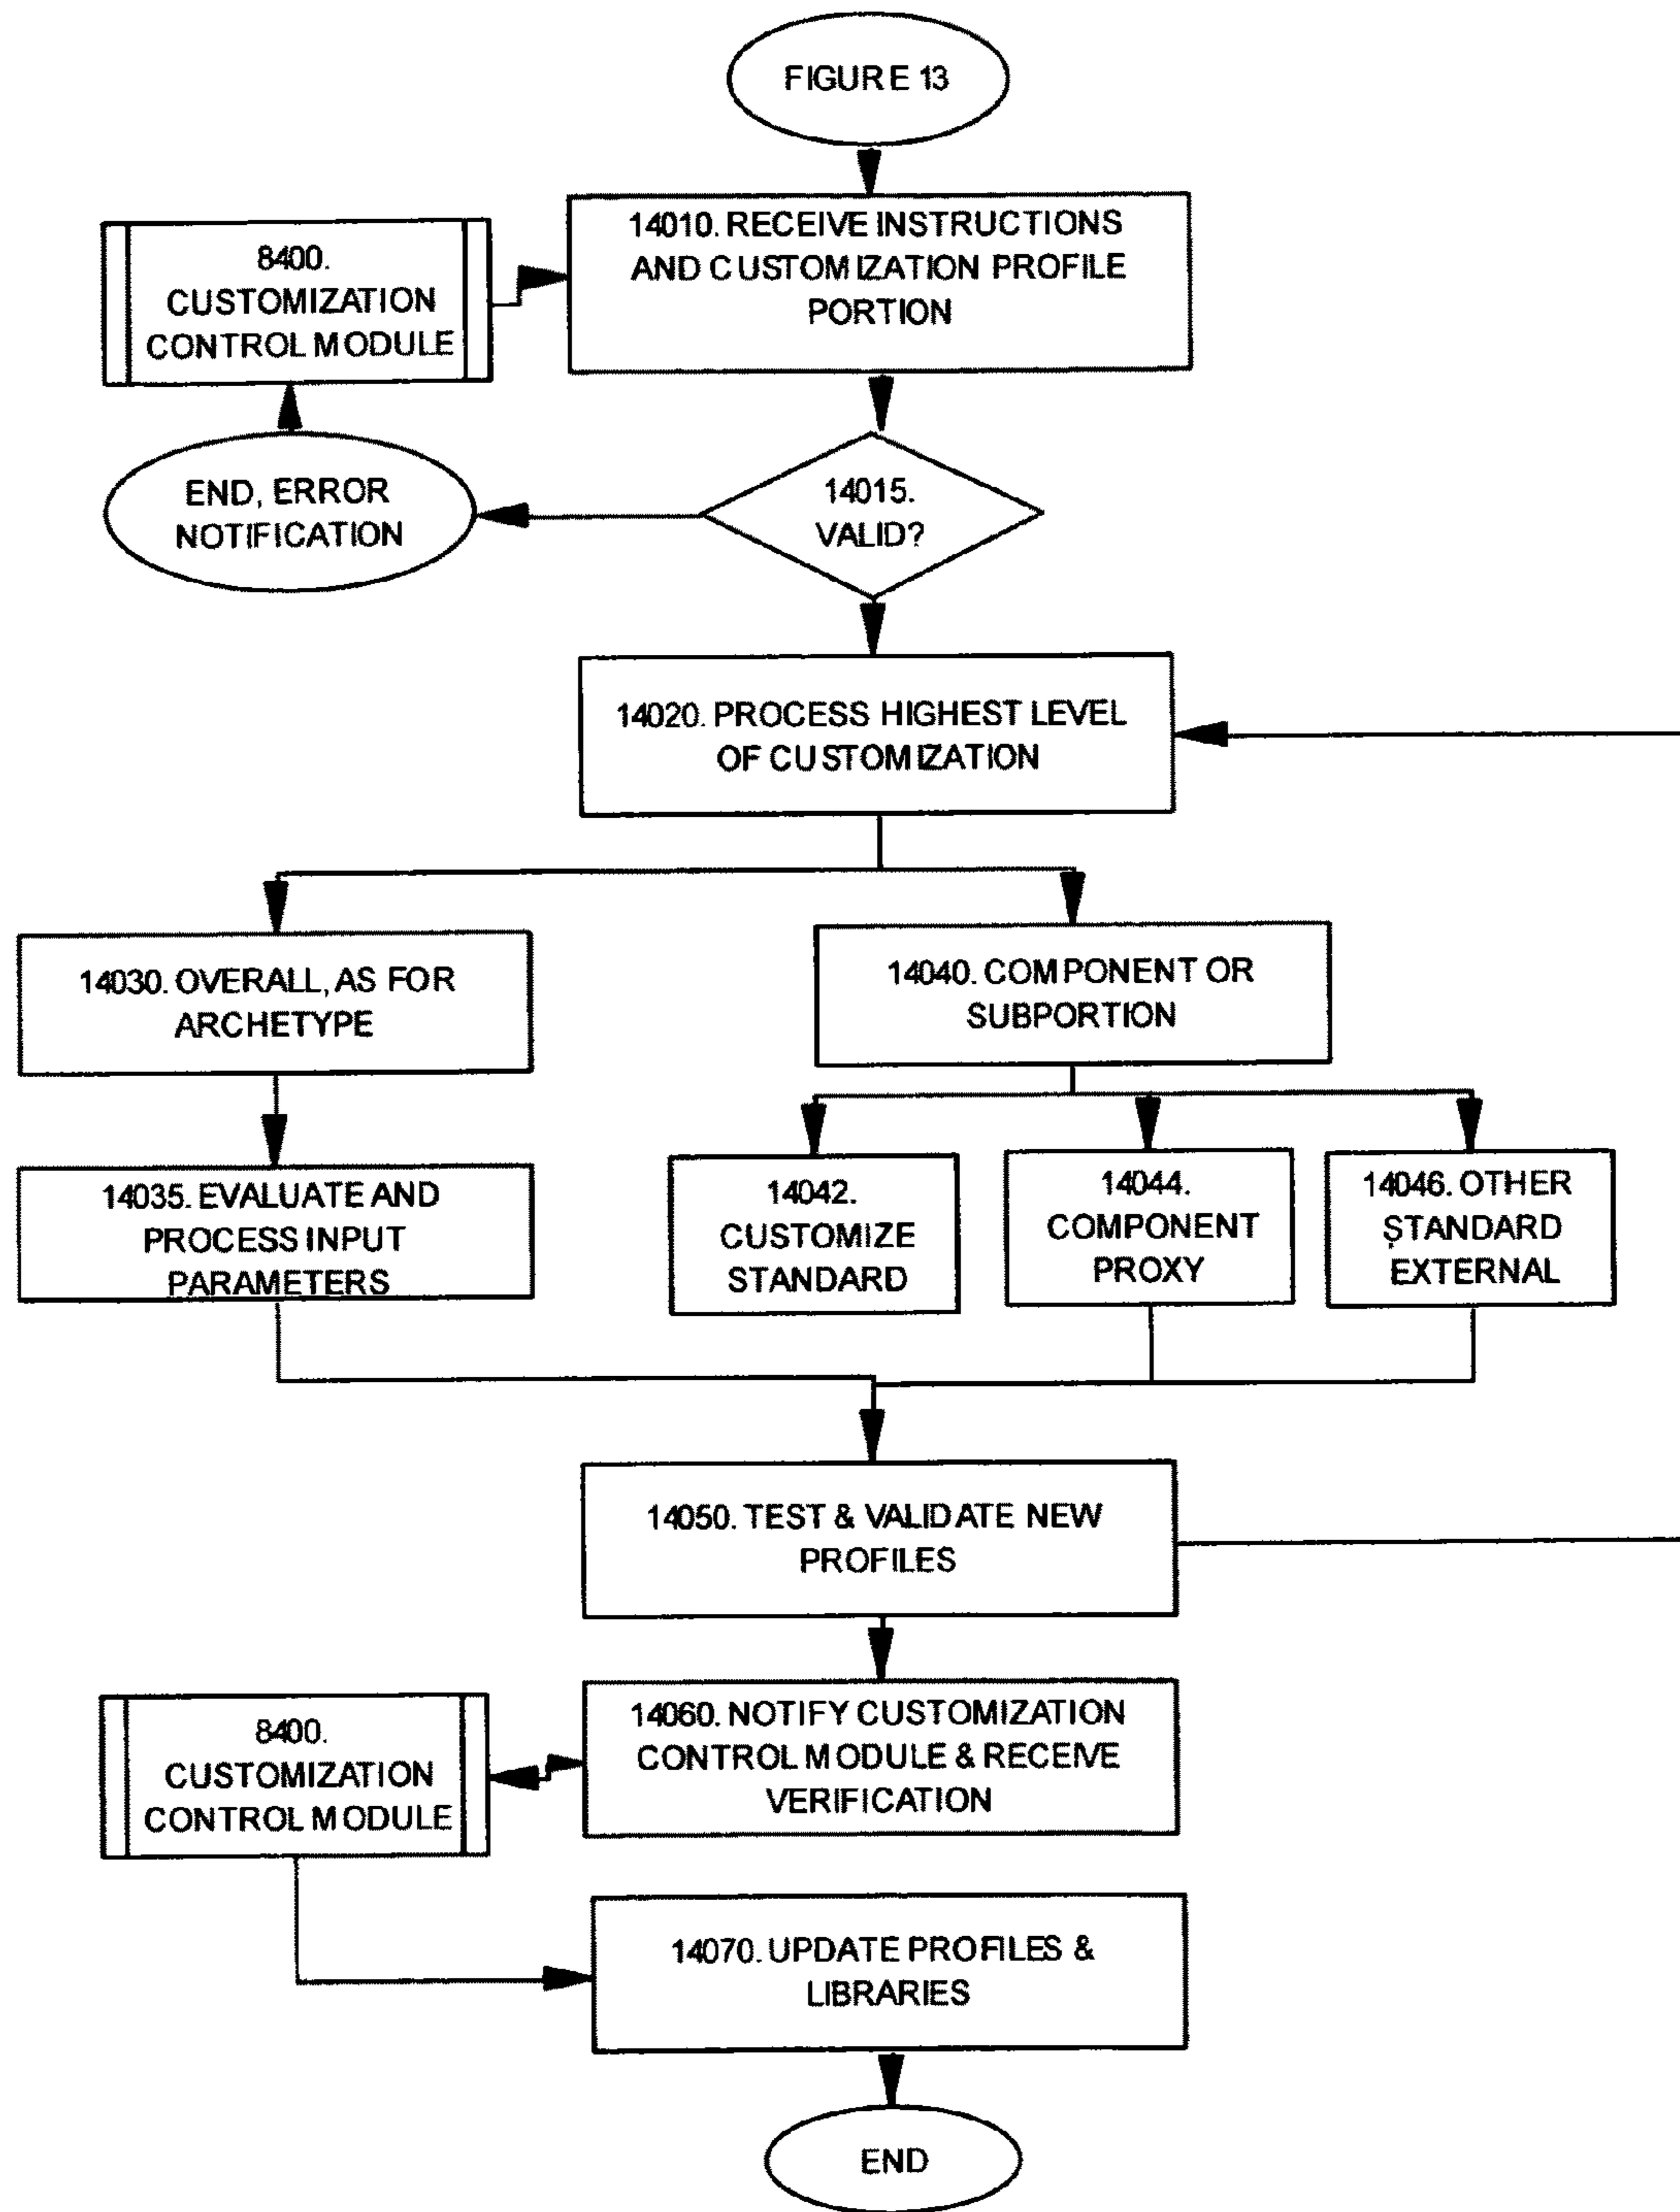 FIGURE 13
14010. RECEIVE INSTRUCTIONS
AND CUSTOMIZATION PROFILE
PORTION
8400.
CUSTOMIZATION
CONTROL MODULE
END, ERROR
NOTIFICATION
14015.
VALID?
14020. PROCESS HIGHEST LEVEL
OF CUSTOMIZATION
14030. OVERALL, AS FOR
ARCHETYPE
14040. COMPONENT OR
SUBPORTION
14035. EVALUATE AND
PROCESS INPUT
PARAMETERS
14042.
CUSTOMIZE
STANDARD
14044.
COMPONENT
PROXY
14046. OTHER
STANDARD
EXTERNAL
14050. TEST & VALIDATE NEW
PROFILES
14060. NOTIFY CUSTOMIZATION
CONTROL MODULE & RECEIVE
VERIFICATION
8400.
CUSTOMIZATION
CONTROL MODULE
14070. UPDATE PROFILES &
LIBRARIES
END